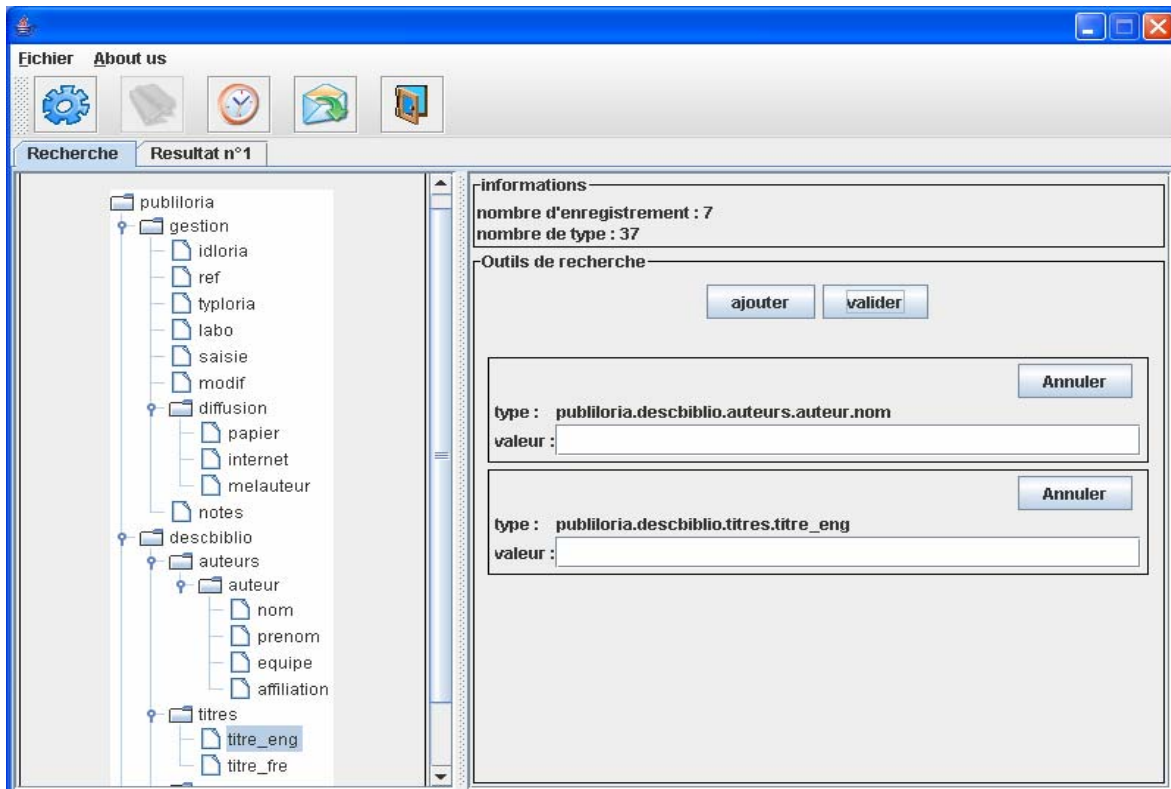 Fichier About us
Recherche Resultat n°1
publiloria
gestion
idloria
ref
typloria
labo
saisie
modif
diffusion
papier
internet
melauteur
notes
descbiblio
auteurs
auteur
nom
prenom
equipe
affiliation
titres
titre_eng
titre_fre
informations
nombre d'enregistrement : 7
nombre de type : 37
Outils de recherche
ajouter valider
Annuler
type : publiloria.descbiblio.auteurs.auteur.nom
valeur :
Annuler
type : publiloria.descbiblio.titres.titre_eng
valeur :